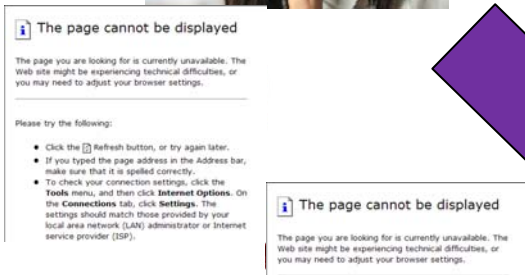 The page cannot be displayed
The page you are looking for is currently unavailable. The
Web site might be experiencing technical difficulties, or
you may need to adjust your browser settings.
Please try the following:
Click the Refresh button, or try again later.
If you typed the page address in the Address bar,
make sure that it is spelled correctly.
To check your connection settings, click the
Tools menu, and then click Internet Options. On
the Connections tab, click Settings. The
settings should match those provided by your
local area network (LAN) administrator or Internet
service provider (ISP).
The page cannot be displayed
The page you are looking for is currently unavailable. The
Web site might be experiencing technical difficulties, or
you may need to adjust your browser settings.